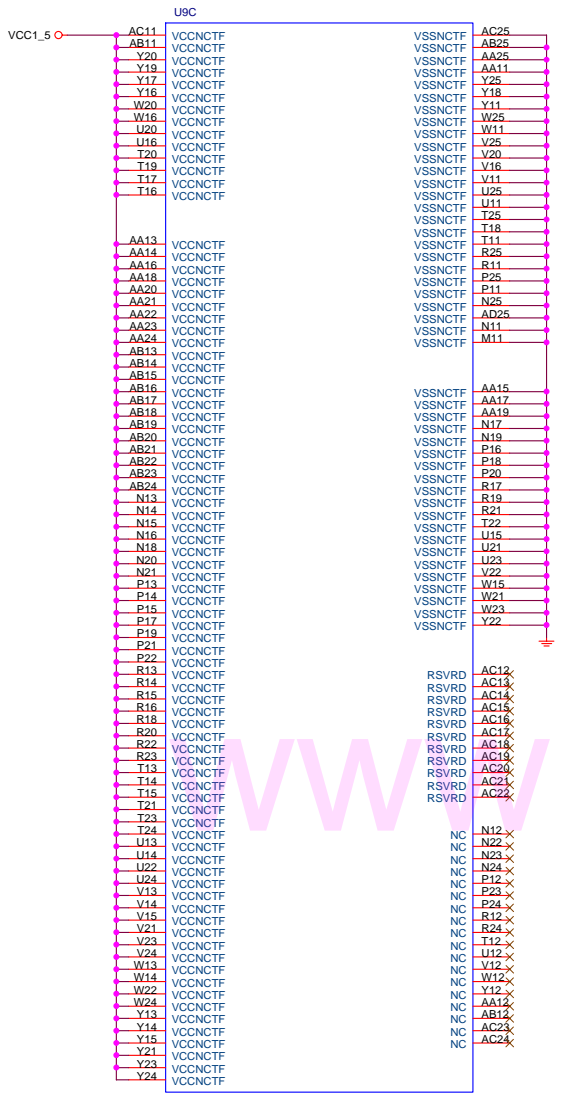 U9C
VCC1_5
AC11 VCCNCTF
AB11 VCCNCTF
Y20 VCCNCTF
Y19 VCCNCTF
Y17 VCCNCTF
Y16 VCCNCTF
W20 VCCNCTF
W16 VCCNCTF
U20 VCCNCTF
U16 VCCNCTF
T20 VCCNCTF
T19 VCCNCTF
T17 VCCNCTF
T16 VCCNCTF
AA13 VCCNCTF
AA14 VCCNCTF
AA16 VCCNCTF
AA18 VCCNCTF
AA20 VCCNCTF
AA21 VCCNCTF
AA22 VCCNCTF
AA23 VCCNCTF
AA24 VCCNCTF
AB13 VCCNCTF
AB14 VCCNCTF
AB15 VCCNCTF
AB16 VCCNCTF
AB17 VCCNCTF
AB18 VCCNCTF
AB19 VCCNCTF
AB20 VCCNCTF
AB21 VCCNCTF
AB22 VCCNCTF
AB23 VCCNCTF
AB24 VCCNCTF
N13 VCCNCTF
N14 VCCNCTF
N15 VCCNCTF
N16 VCCNCTF
N18 VCCNCTF
N20 VCCNCTF
N21 VCCNCTF
P13 VCCNCTF
P14 VCCNCTF
P15 VCCNCTF
P17 VCCNCTF
P19 VCCNCTF
P21 VCCNCTF
P22 VCCNCTF
R13 VCCNCTF
R14 VCCNCTF
R15 VCCNCTF
R16 VCCNCTF
R18 VCCNCTF
R20 VCCNCTF
R22 VCCNCTF
R23 VCCNCTF
T13 VCCNCTF
T14 VCCNCTF
T15 VCCNCTF
T21 VCCNCTF
T23 VCCNCTF
T24 VCCNCTF
U13 VCCNCTF
U14 VCCNCTF
U22 VCCNCTF
U24 VCCNCTF
V13 VCCNCTF
V14 VCCNCTF
V15 VCCNCTF
V21 VCCNCTF
V23 VCCNCTF
V24 VCCNCTF
W13 VCCNCTF
W14 VCCNCTF
W22 VCCNCTF
W24 VCCNCTF
Y13 VCCNCTF
Y14 VCCNCTF
Y15 VCCNCTF
Y21 VCCNCTF
Y23 VCCNCTF
Y24 VCCNCTF
VSSNCTF AC25
VSSNCTF AB25
VSSNCTF AA25
VSSNCTF AA11
VSSNCTF Y25
VSSNCTF Y18
VSSNCTF Y11
VSSNCTF W25
VSSNCTF W11
VSSNCTF V25
VSSNCTF V20
VSSNCTF V16
VSSNCTF V11
VSSNCTF U25
VSSNCTF U11
VSSNCTF T25
VSSNCTF T18
VSSNCTF T11
VSSNCTF R25
VSSNCTF R11
VSSNCTF P25
VSSNCTF P11
VSSNCTF N25
VSSNCTF AD25
VSSNCTF N11
VSSNCTF M11
VSSNCTF AA15
VSSNCTF AA17
VSSNCTF AA19
VSSNCTF N17
VSSNCTF N19
VSSNCTF P16
VSSNCTF P18
VSSNCTF P20
VSSNCTF R17
VSSNCTF R19
VSSNCTF R21
VSSNCTF T22
VSSNCTF U15
VSSNCTF U21
VSSNCTF U23
VSSNCTF V22
VSSNCTF W15
VSSNCTF W21
VSSNCTF W23
VSSNCTF Y22
RSVRD AC12
RSVRD AC13
RSVRD AC14
RSVRD AC15
RSVRD AC16
RSVRD AC17
RSVRD AC18
RSVRD AC19
RSVRD AC20
RSVRD AC21
RSVRD AC22
NC N12
NC N22
NC N23
NC N24
NC P12
NC P23
NC P24
NC R12
NC R24
NC T12
NC U12
NC V12
NC W12
NC Y12
NC AA12
NC AB12
NC AC23
NC AC24
www